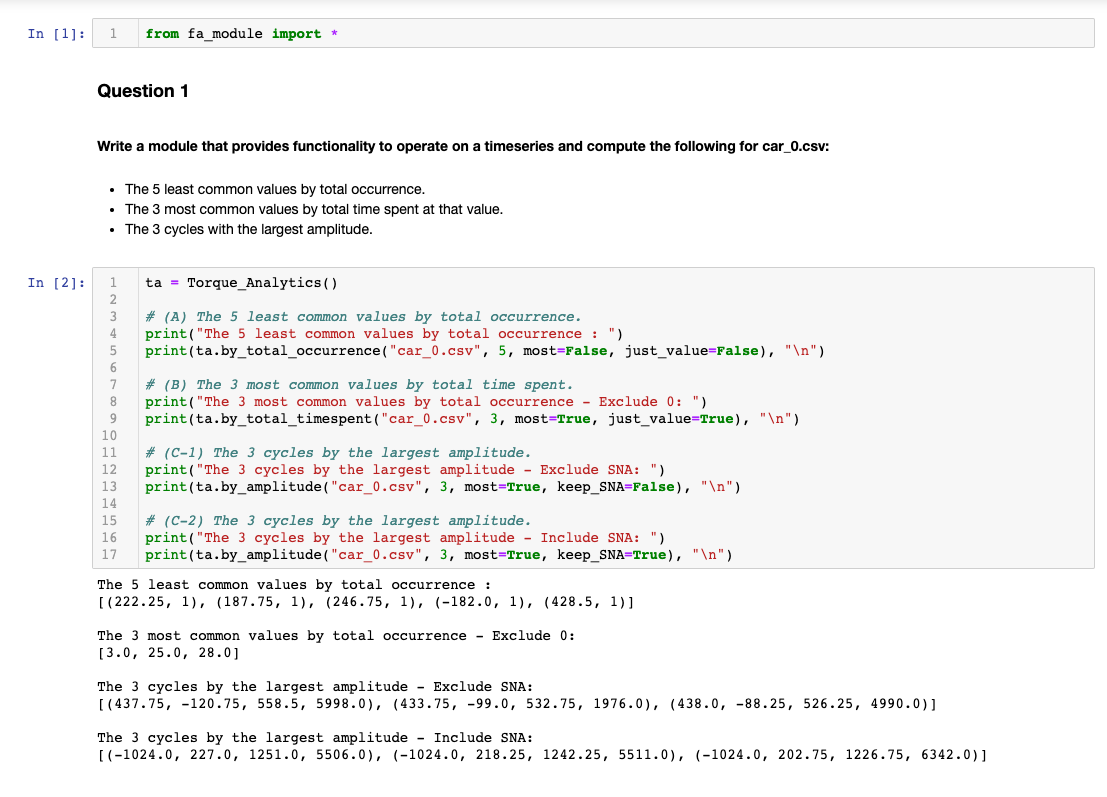 In [1]:
1 from fa_module import *
Question 1
Write a module that provides functionality to operate on a timeseries and compute the following for car_0.csv:
• The 5 least common values by total occurrence.
• The 3 most common values by total time spent at that value.
• The 3 cycles with the largest amplitude.
In [2]:
1 ta = Torque_Analytics()
2
3 # (A) The 5 least common values by total occurrence.
4 print("The 5 least common values by total occurrence : ")
5 print(ta.by_total_occurrence("car_0.csv", 5, most=False, just_value=False), "\n")
6
7 # (B) The 3 most common values by total time spent.
8 print("The 3 most common values by total occurrence - Exclude 0: ")
9 print(ta.by_total_timespent("car_0.csv", 3, most=True, just_value=True), "\n")
10
11 # (C-1) The 3 cycles by the largest amplitude.
12 print("The 3 cycles by the largest amplitude - Exclude SNA: ")
13 print(ta.by_amplitude("car_0.csv", 3, most=True, keep_SNA=False), "\n")
14
15 # (C-2) The 3 cycles by the largest amplitude.
16 print("The 3 cycles by the largest amplitude - Include SNA: ")
17 print(ta.by_amplitude("car_0.csv", 3, most=True, keep_SNA=True), "\n")
The 5 least common values by total occurrence :
[(222.25, 1), (187.75, 1), (246.75, 1), (-182.0, 1), (428.5, 1)]
The 3 most common values by total occurrence - Exclude 0:
[3.0, 25.0, 28.0]
The 3 cycles by the largest amplitude - Exclude SNA:
[(437.75, -120.75, 558.5, 5998.0), (433.75, -99.0, 532.75, 1976.0), (438.0, -88.25, 526.25, 4990.0)]
The 3 cycles by the largest amplitude - Include SNA:
[(-1024.0, 227.0, 1251.0, 5506.0), (-1024.0, 218.25, 1242.25, 5511.0), (-1024.0, 202.75, 1226.75, 6342.0)]